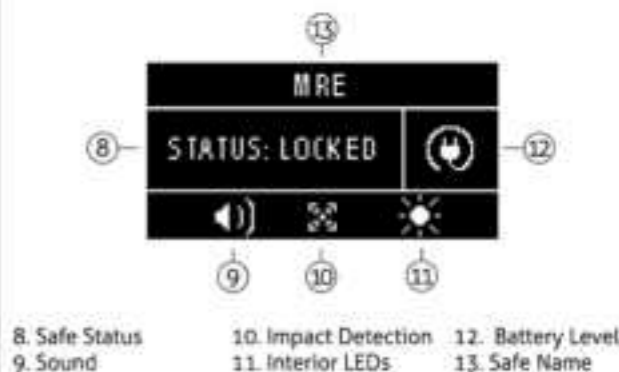 13
MRE
8 STATUS: LOCKED 12
9 10 11
8. Safe Status 10. Impact Detection 12. Battery Level
9. Sound 11. Interior LEDs 13. Safe Name